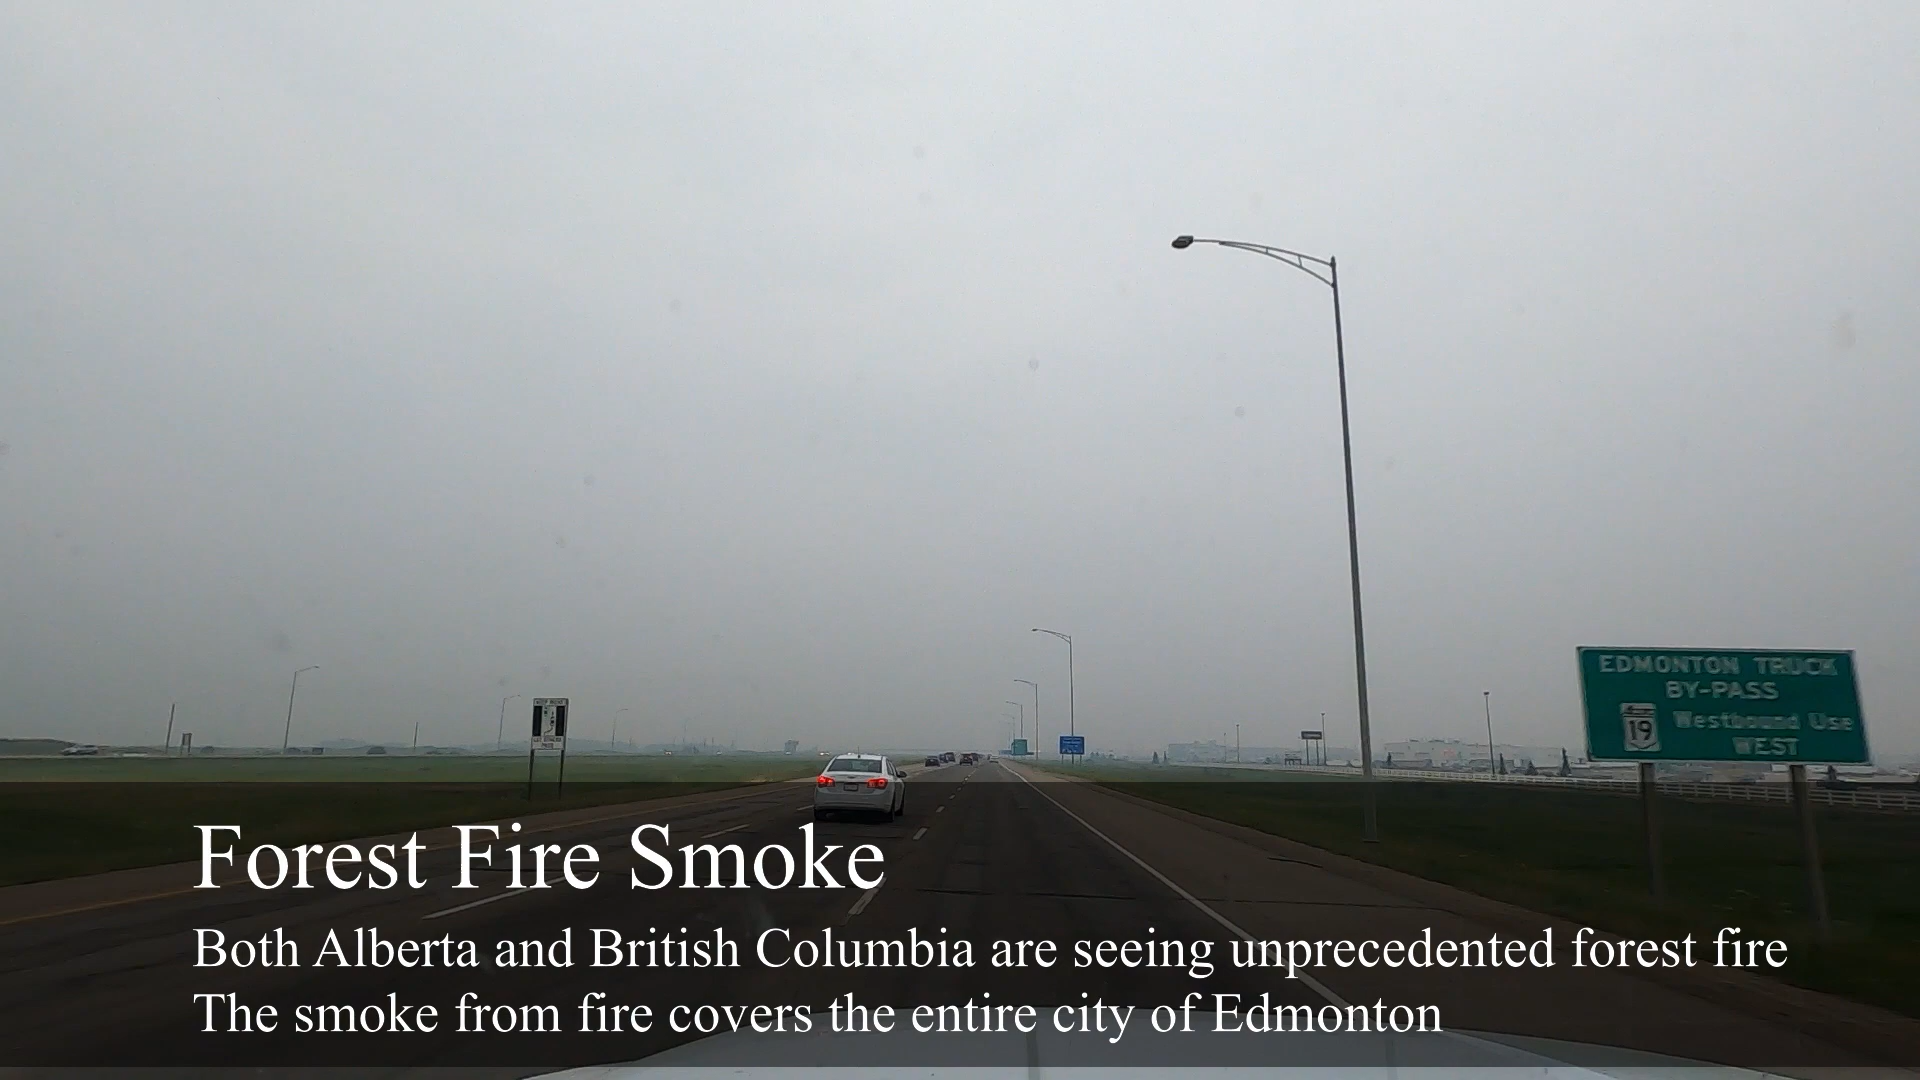 EDMONTON TRUCK
BY-PASS
19 Westbound Use
WEST
Forest Fire Smoke
Both Alberta and British Columbia are seeing unprecedented forest fire
The smoke from fire covers the entire city of Edmonton